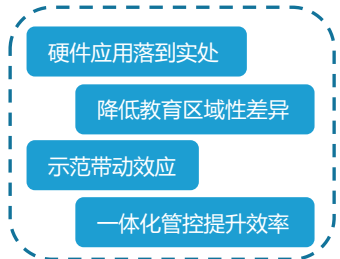 硬件应用落到实处
降低教育区域性差异
示范带动效应
一体化管控提升效率